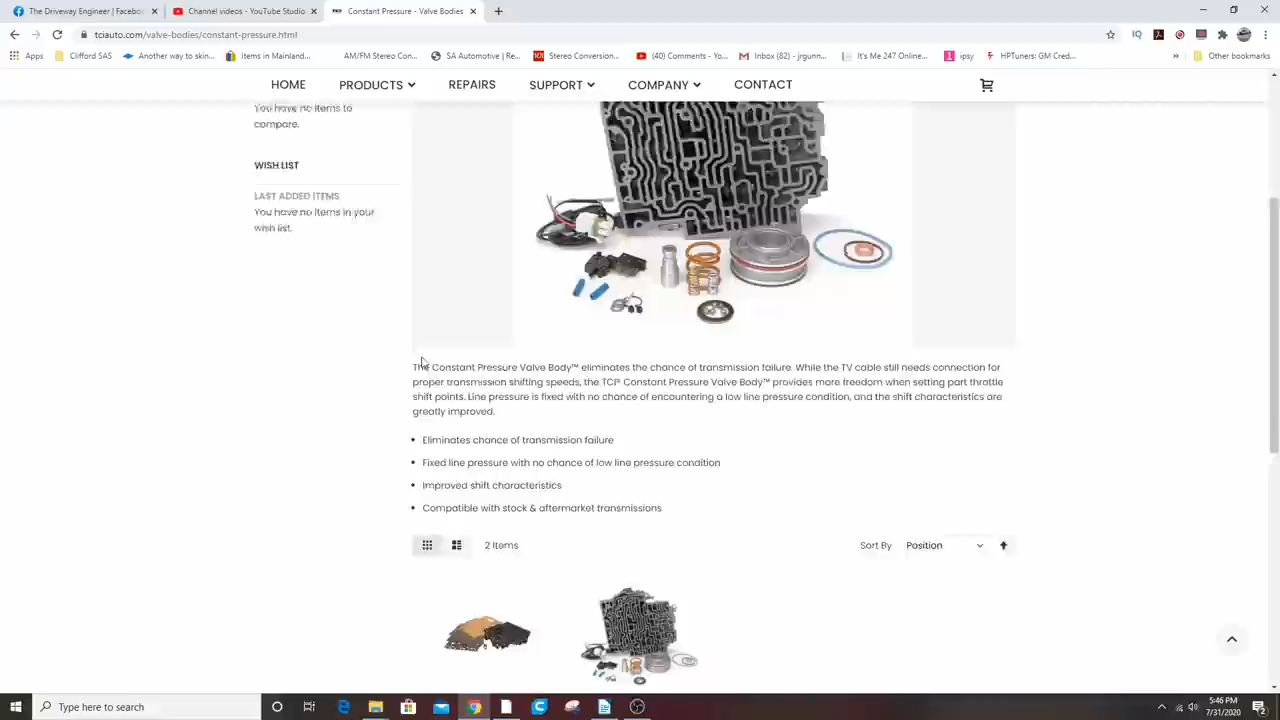 The Driveway Engineer | Facebo
Channel videos - YouTube Studio
Constant Pressure - Valve Bodies
tciauto.com/valve-bodies/constant-pressure.html
Apps
Clifford SAS
Another way to skin...
items in Mainland...
AM/FM Stereo Con...
SA Automotive | Re...
Stereo Conversion...
(40) Comments - Yo...
Inbox (82) - jrgunn...
It's Me 247 Online...
ipsy
HPTuners: GM Cred...
Other bookmarks
HOME
PRODUCTS
REPAIRS
SUPPORT
COMPANY
CONTACT
You have no items to
compare.
WISH LIST
LAST ADDED ITEMS
You have no items in your
wish list.
The Constant Pressure Valve Body™ eliminates the chance of transmission failure. While the TV cable still needs connection for
proper transmission shifting speeds, the TCI® Constant Pressure Valve Body™ provides more freedom when setting part throttle
shift points. Line pressure is fixed with no chance of encountering a low line pressure condition, and the shift characteristics are
greatly improved.
• Eliminates chance of transmission failure
• Fixed line pressure with no chance of low line pressure condition
• Improved shift characteristics
• Compatible with stock & aftermarket transmissions
2 Items
Sort By
Position
Type here to search
5:46 PM
7/31/2020